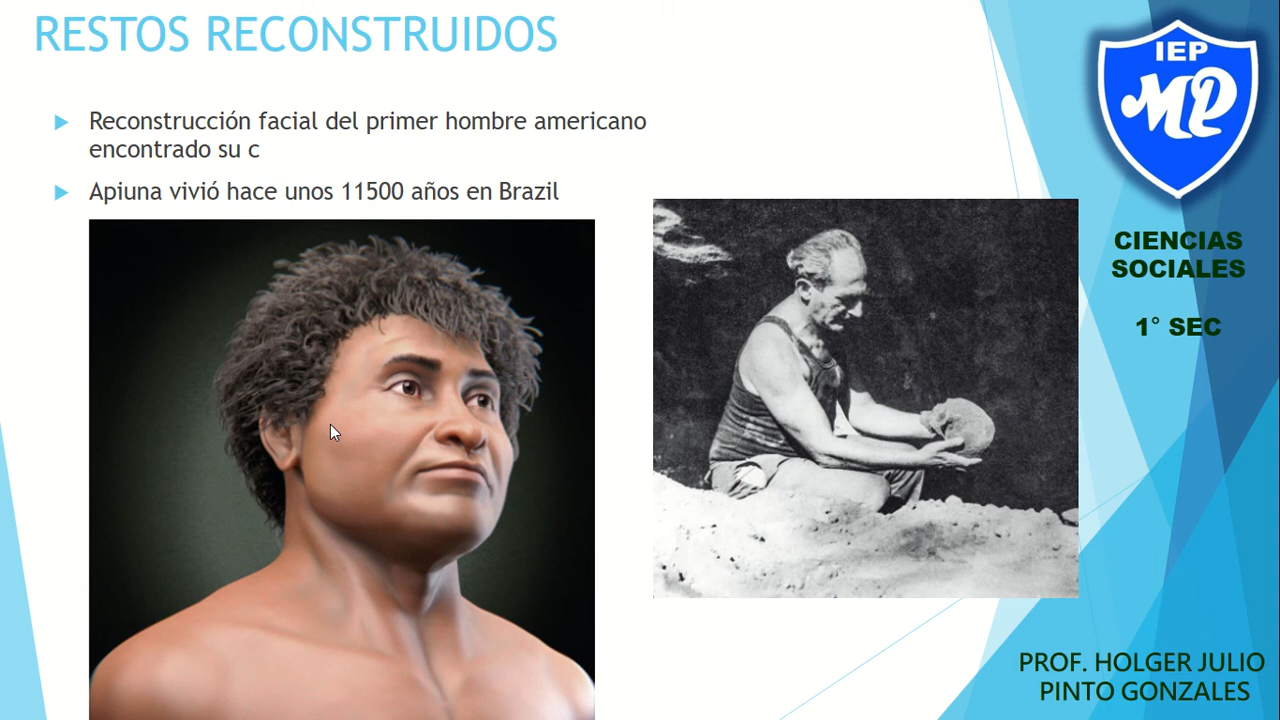 RESTOS RECONSTRUIDOS
Reconstrucción facial del primer hombre americano
encontrado su c
Apiuna vivió hace unos 11500 años en Brazil
IEP
MP
CIENCIAS
SOCIALES
1° SEC
PROF. HOLGER JULIO
PINTO GONZALES